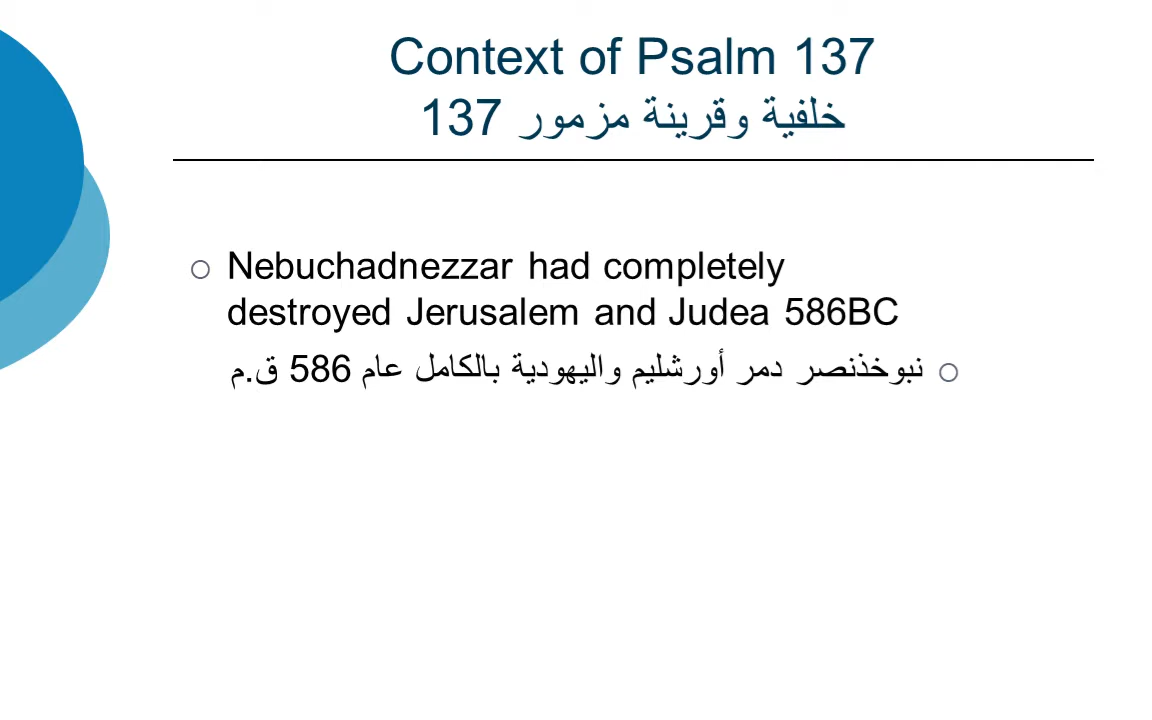 Context of Psalm 137
خلفية وقرينة مزمور 137
Nebuchadnezzar had completely
destroyed Jerusalem and Judea 586BC
نبوخذنصر دمر أورشليم واليهودية بالكامل عام 586 ق.م